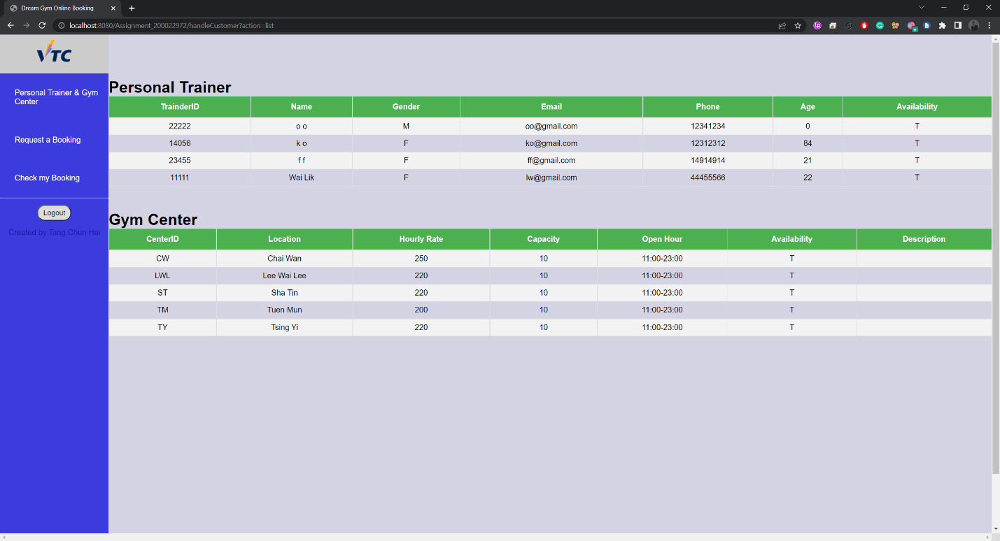 Dream Gym Online Booking
localhost:8080/Assignment_200022972/handleCustomer?action=list
VTC
Personal Trainer & Gym
Center
Request a Booking
Check my Booking
Logout
Created by Tang Chun Hei
Personal Trainer
TrainderID Name Gender Email Phone Age Availability
22222 o o M oo@gmail.com 12341234 0 T
14056 k o F ko@gmail.com 12312312 84 T
23455 f f F ff@gmail.com 14914914 21 T
11111 Wai Lik F lw@gmail.com 44455566 22 T
Gym Center
CenterID Location Hourly Rate Capacity Open Hour Availability Description
CW Chai Wan 250 10 11:00-23:00 T
LWL Lee Wai Lee 220 10 11:00-23:00 T
ST Sha Tin 220 10 11:00-23:00 T
TM Tuen Mun 200 10 11:00-23:00 T
TY Tsing Yi 220 10 11:00-23:00 T